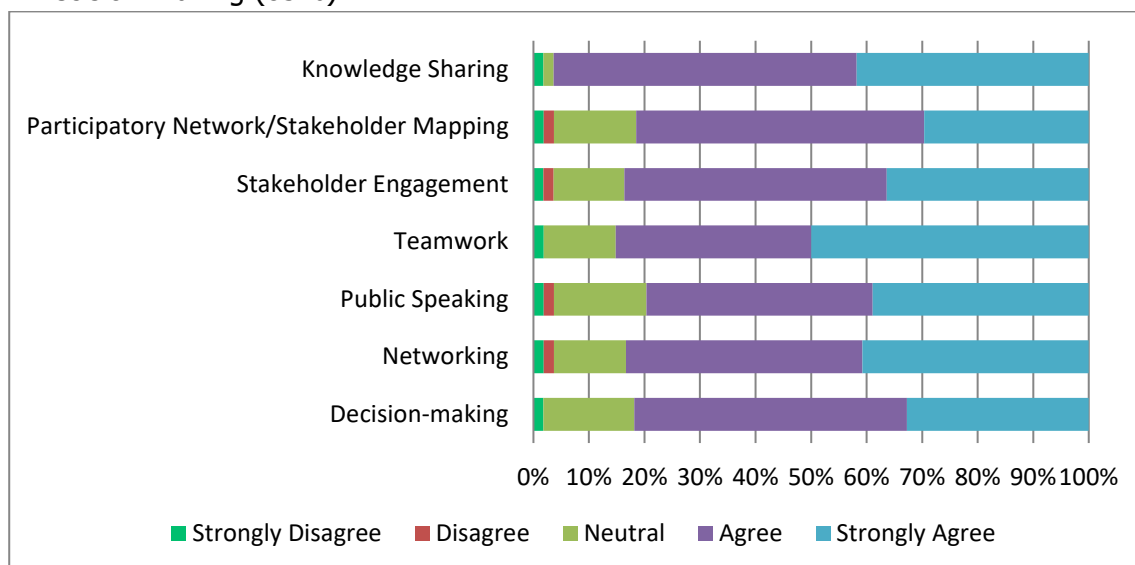 Knowledge Sharing
Participatory Network/Stakeholder Mapping
Stakeholder Engagement
Teamwork
Public Speaking
Networking
Decision-making
0% 10% 20% 30% 40% 50% 60% 70% 80% 90% 100%
Strongly Disagree Disagree Neutral Agree Strongly Agree